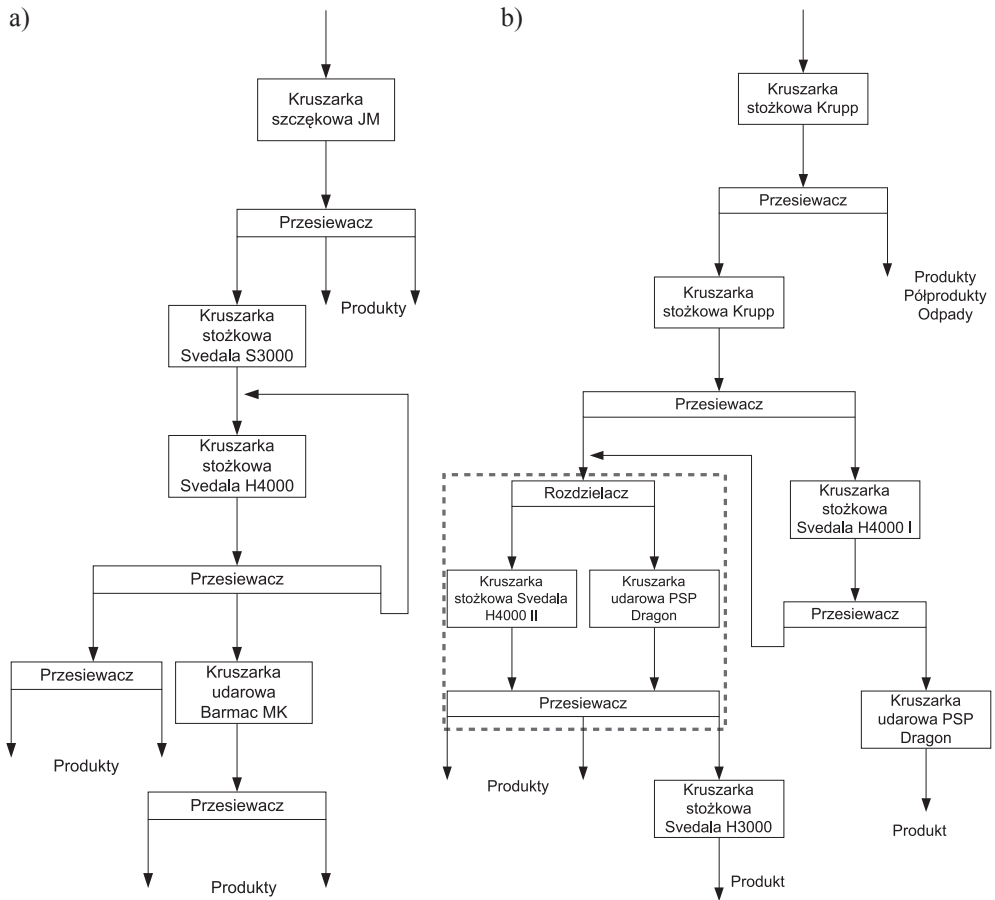 a)
Kruszarka
szczękowa JM
Przesiewacz
Produkty
Kruszarka
stożkowa
Svedala S3000
Kruszarka
stożkowa
Svedala H4000
Przesiewacz
Przesiewacz
Kruszarka
udarowa
Barmac MK
Produkty
Przesiewacz
Produkty
b)
Kruszarka
stożkowa Krupp
Przesiewacz
Produkty
Półprodukty
Odpady
Kruszarka
stożkowa Krupp
Przesiewacz
Rozdzielacz
Kruszarka
stożkowa
Svedala H4000 I
Kruszarka
stożkowa Svedala
H4000 II
Kruszarka
udarowa PSP
Dragon
Przesiewacz
Przesiewacz
Kruszarka
udarowa PSP
Dragon
Produkty
Kruszarka
stożkowa
Svedala H3000
Produkt
Produkt